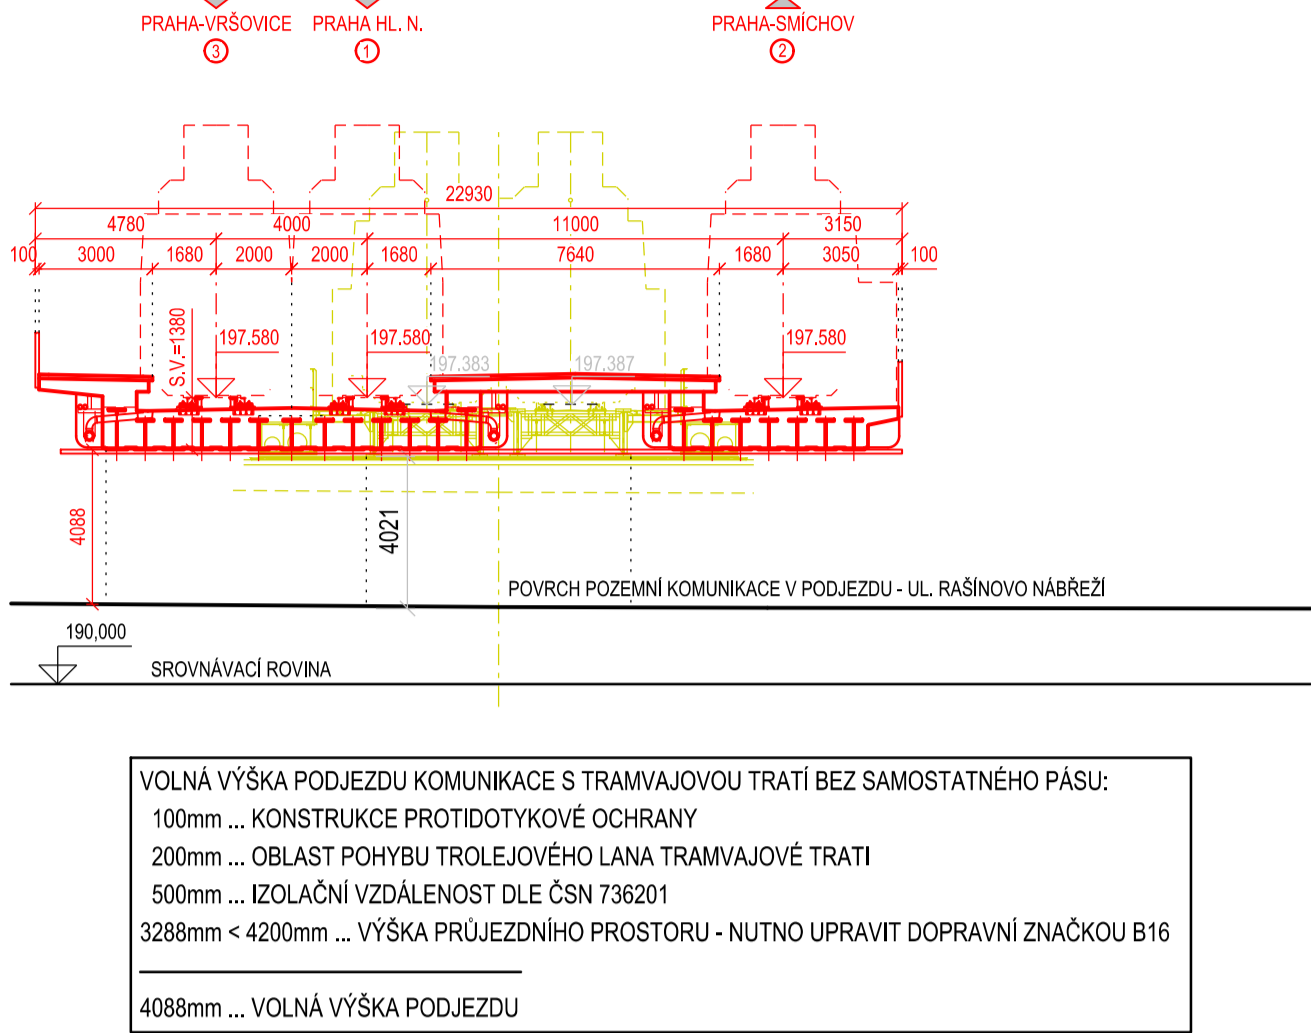 PRAHA-VRŠOVICE PRAHA HL. N. PRAHA-SMÍCHOV
3 1 2
22930
4780 4000 11000 3150
100 3000 1680 2000 2000 1680 7640 1680 3050 100
S.V.=1380
197.580 197.580 197.580
197.383 197.387
4088
4021
POVRCH POZEMNÍ KOMUNIKACE V PODJEZDU - UL. RAŠÍNOVO NÁBŘEŽÍ
190,000
SROVNÁVACÍ ROVINA
VOLNÁ VÝŠKA PODJEZDU KOMUNIKACE S TRAMVAJOVOU TRATÍ BEZ SAMOSTATNÉHO PÁSU:
100mm ... KONSTRUKCE PROTIDOTYKOVÉ OCHRANY
200mm ... OBLAST POHYBU TROLEJOVÉHO LANA TRAMVAJOVÉ TRATI
500mm ... IZOLAČNÍ VZDÁLENOST DLE ČSN 736201
3288mm < 4200mm ... VÝŠKA PRŮJEZDNÍHO PROSTORU - NUTNO UPRAVIT DOPRAVNÍ ZNAČKOU B16
4088mm ... VOLNÁ VÝŠKA PODJEZDU